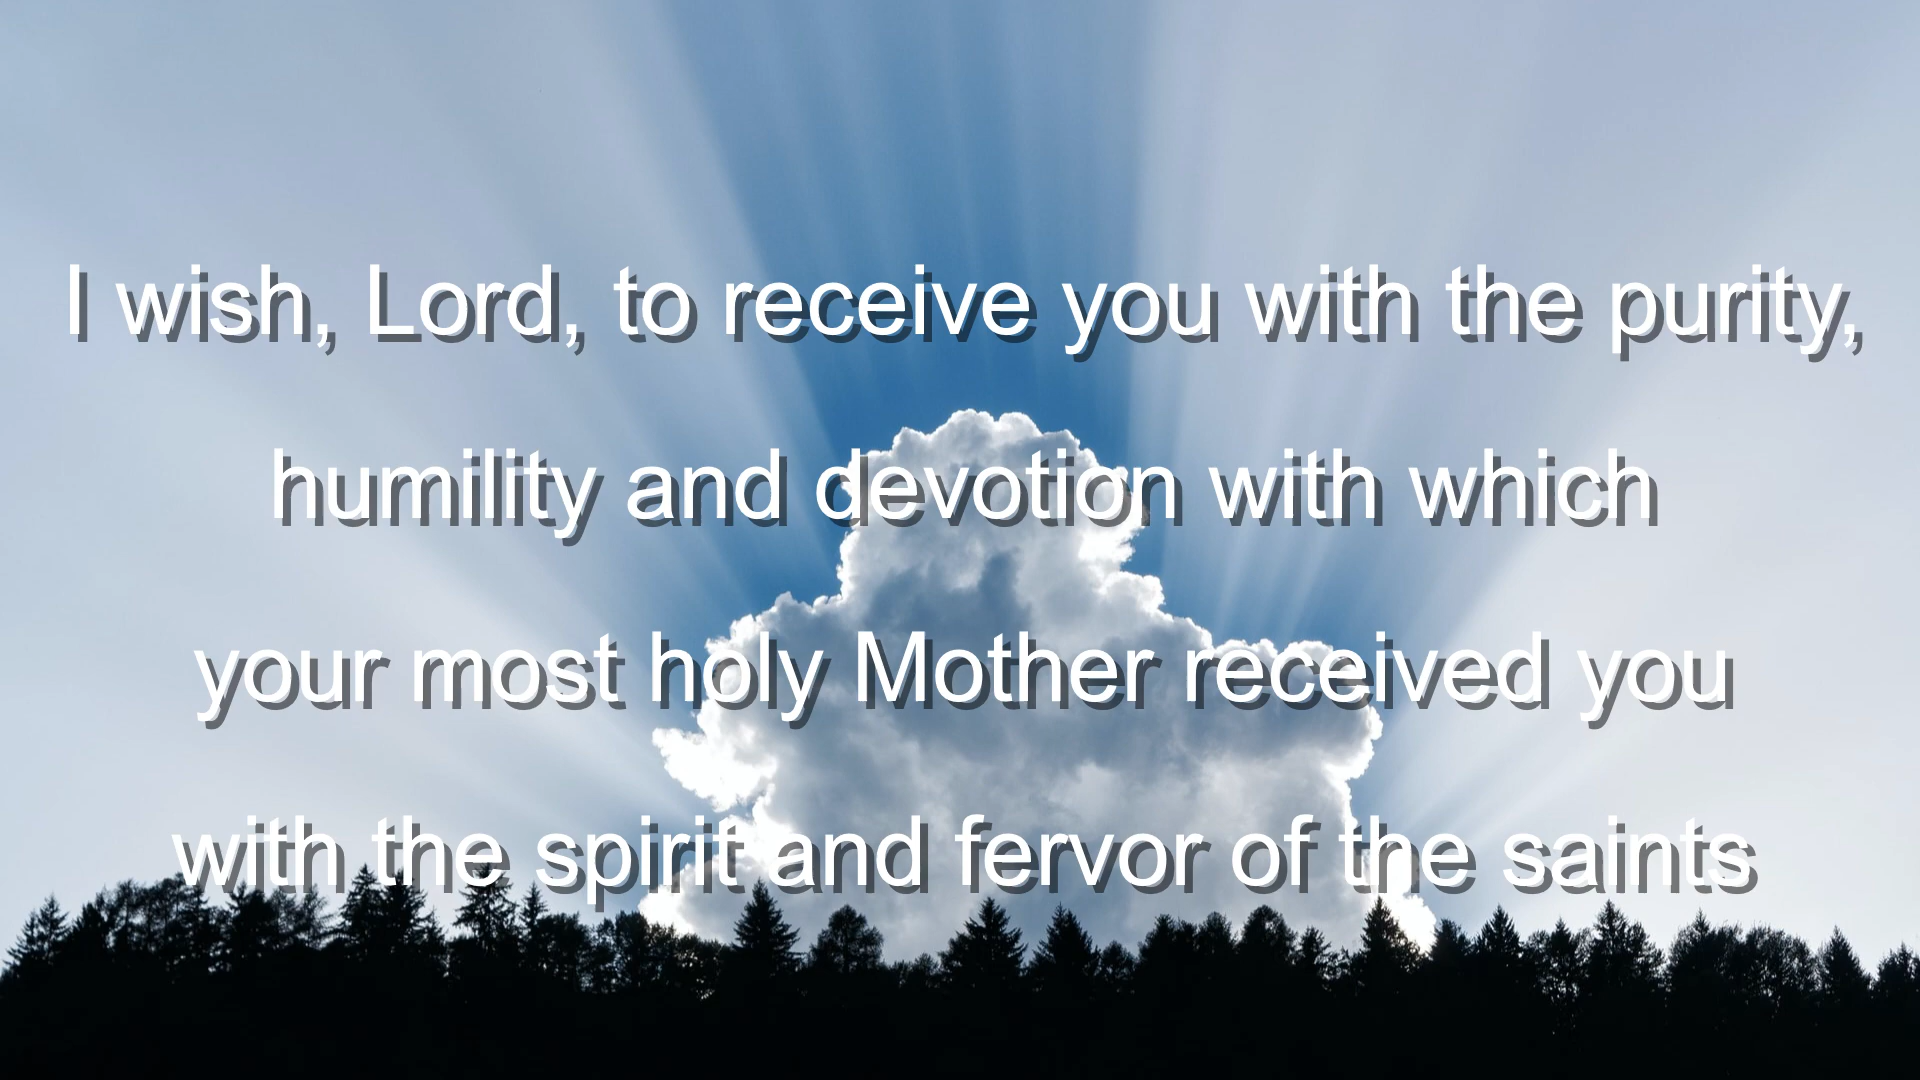 I wish, Lord, to receive you with the purity,
humility and devotion with which
your most holy Mother received you
with the spirit and fervor of the saints